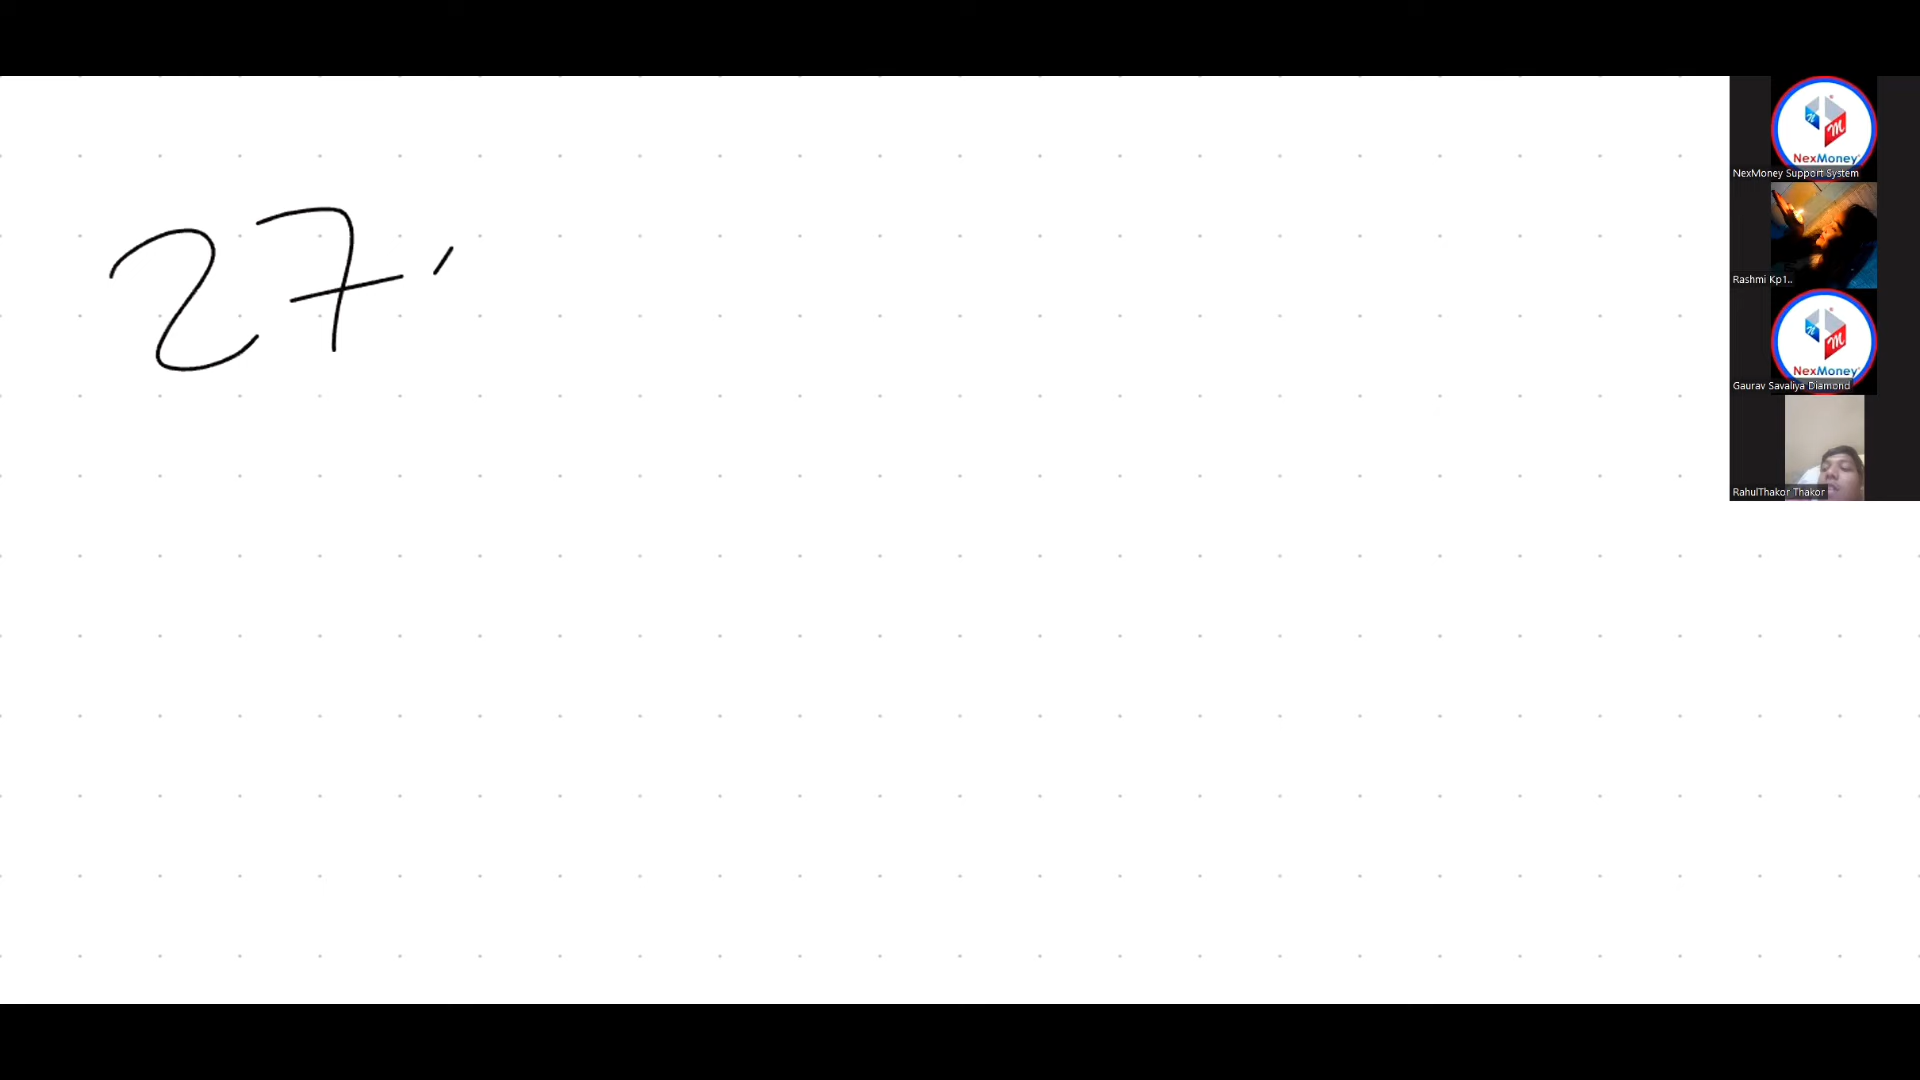 27
NexMoney
NexMoney Support System
Rashmi Kp1..
NexMoney
Gaurav Savaliya Diamond
RahulThakor Thakor